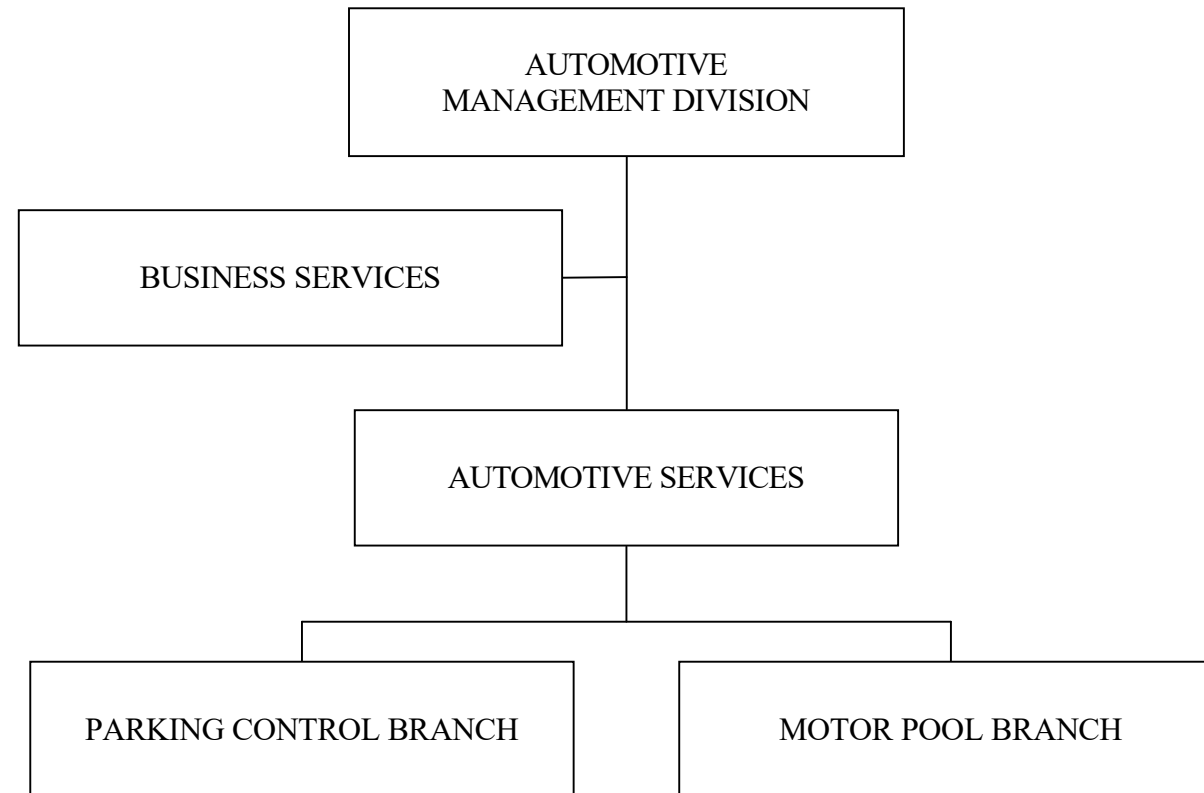 AUTOMOTIVE
MANAGEMENT DIVISION
BUSINESS SERVICES
AUTOMOTIVE SERVICES
PARKING CONTROL BRANCH
MOTOR POOL BRANCH